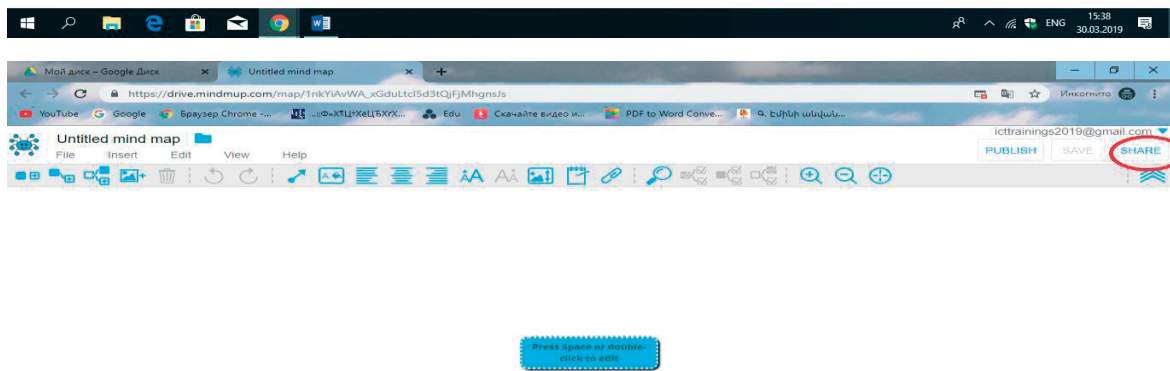 ENG 15:38
30.03.2019
Мой диск – Google Диск Untitled mind map
https://drive.mindmup.com/map/
YouTube Google Браузер Chrome -... Edu Скачайте видео и... PDF to Word Conve... Գ. Էմինի անվան... Инкогнито
Untitled mind map icttrainings2019@gmail.com
File Insert Edit View Help PUBLISH SAVE SHARE
Press Space or double-
click to edit